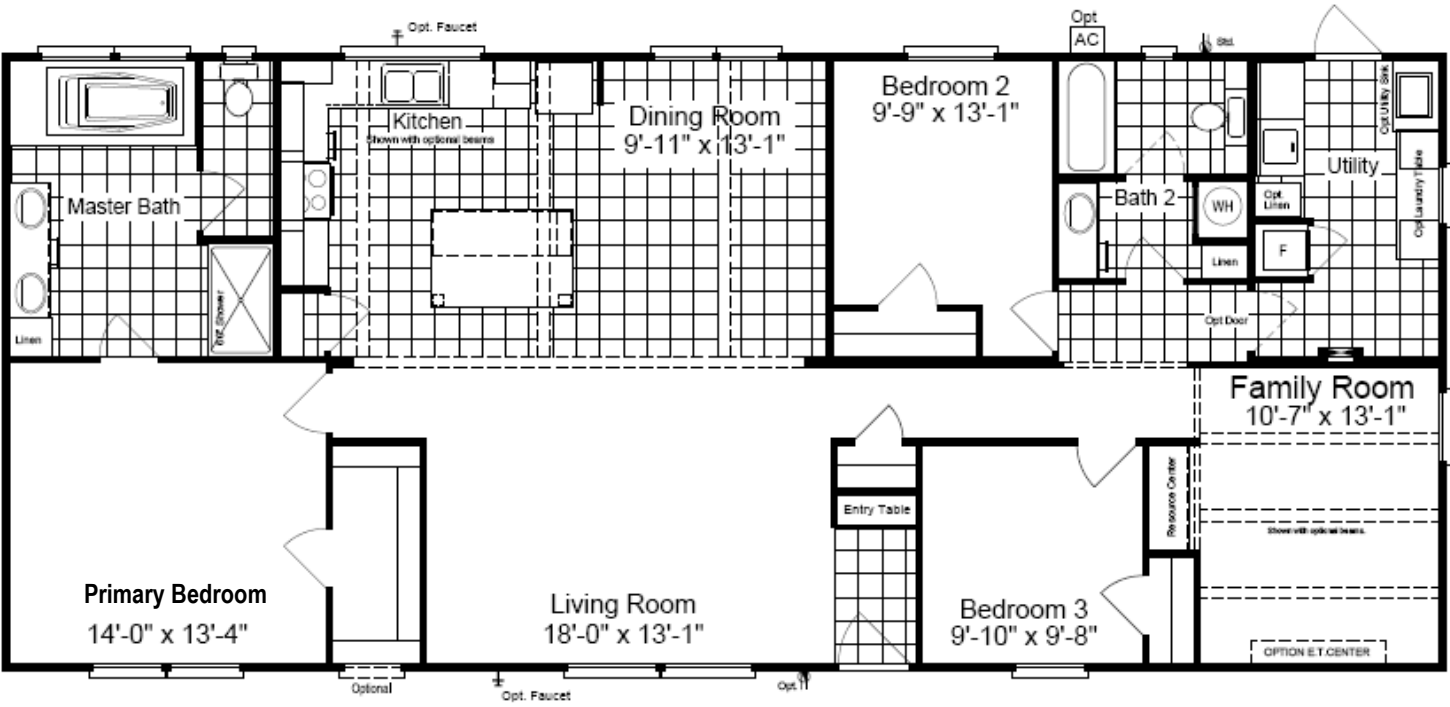 Opt. Faucet
Opt
AC
Std.
Bedroom 2
9'-9" x 13'-1"
Kitchen
Shown with optional beams
Dining Room
9'-11" x 13'-1"
Opt Utility Sink
Utility
Opt Laundry Table
Master Bath
Bath 2
WH
Opt.
Linen
F
Linen
Opt. Shower
Linen
Opt Door
Family Room
10'-7" x 13'-1"
Resource Center
Entry Table
Shown with optional beams.
Primary Bedroom
14'-0" x 13'-4"
Living Room
18'-0" x 13'-1"
Bedroom 3
9'-10" x 9'-8"
OPTION E.T.CENTER
Optional
Opt. Faucet
Opt.